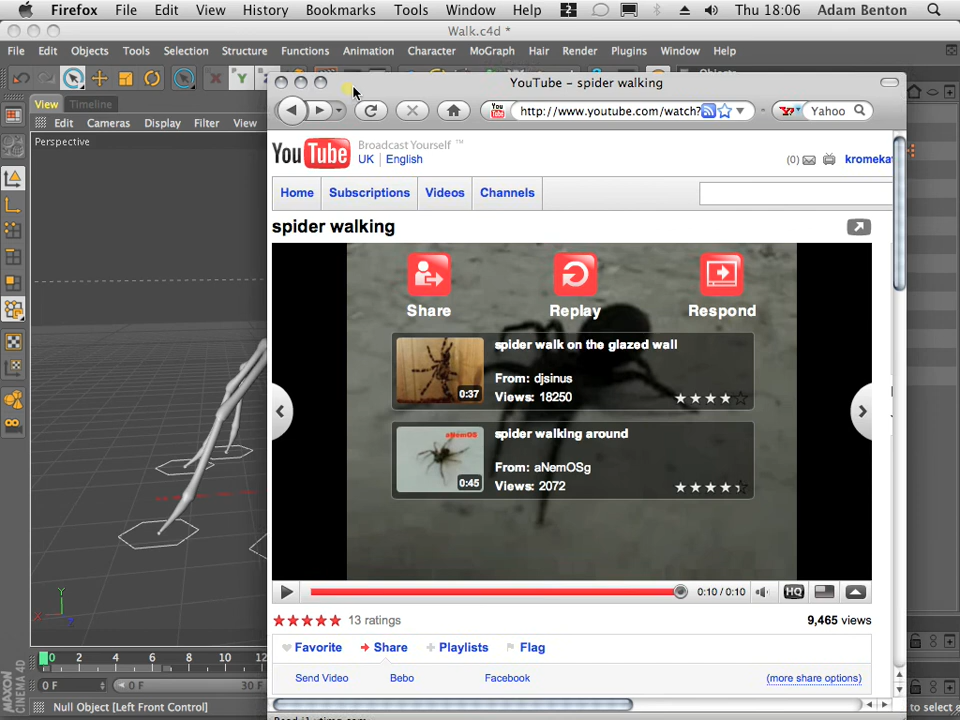 Firefox File Edit View History Bookmarks Tools Window Help 2 Thu 18:06 Adam Benton
Walk.c4d *
File Edit Objects Tools Selection Structure Functions Animation Character MoGraph Hair Render Plugins Window Help
YouTube – spider walking
View Timeline
http://www.youtube.com/watch? Yahoo
Edit Cameras Display Filter View
Perspective
YouTube Broadcast Yourself ™
UK English
(0) kromekat
Home Subscriptions Videos Channels
spider walking
Share Replay Respond
spider walk on the glazed wall
From: djsinus
0:37
Views: 18250
spider walking around
aNemOS
From: aNemOSg
0:45
Views: 2072
0:10 / 0:10 HQ
13 ratings 9,465 views
Favorite Share Playlists Flag
Send Video Bebo Facebook (more share options)
Y
X
0 2 4 6 8 10 12
0 F 0 F 30 F
MAXON
CINEMA 4D
Null Object [Left Front Control]
to select e